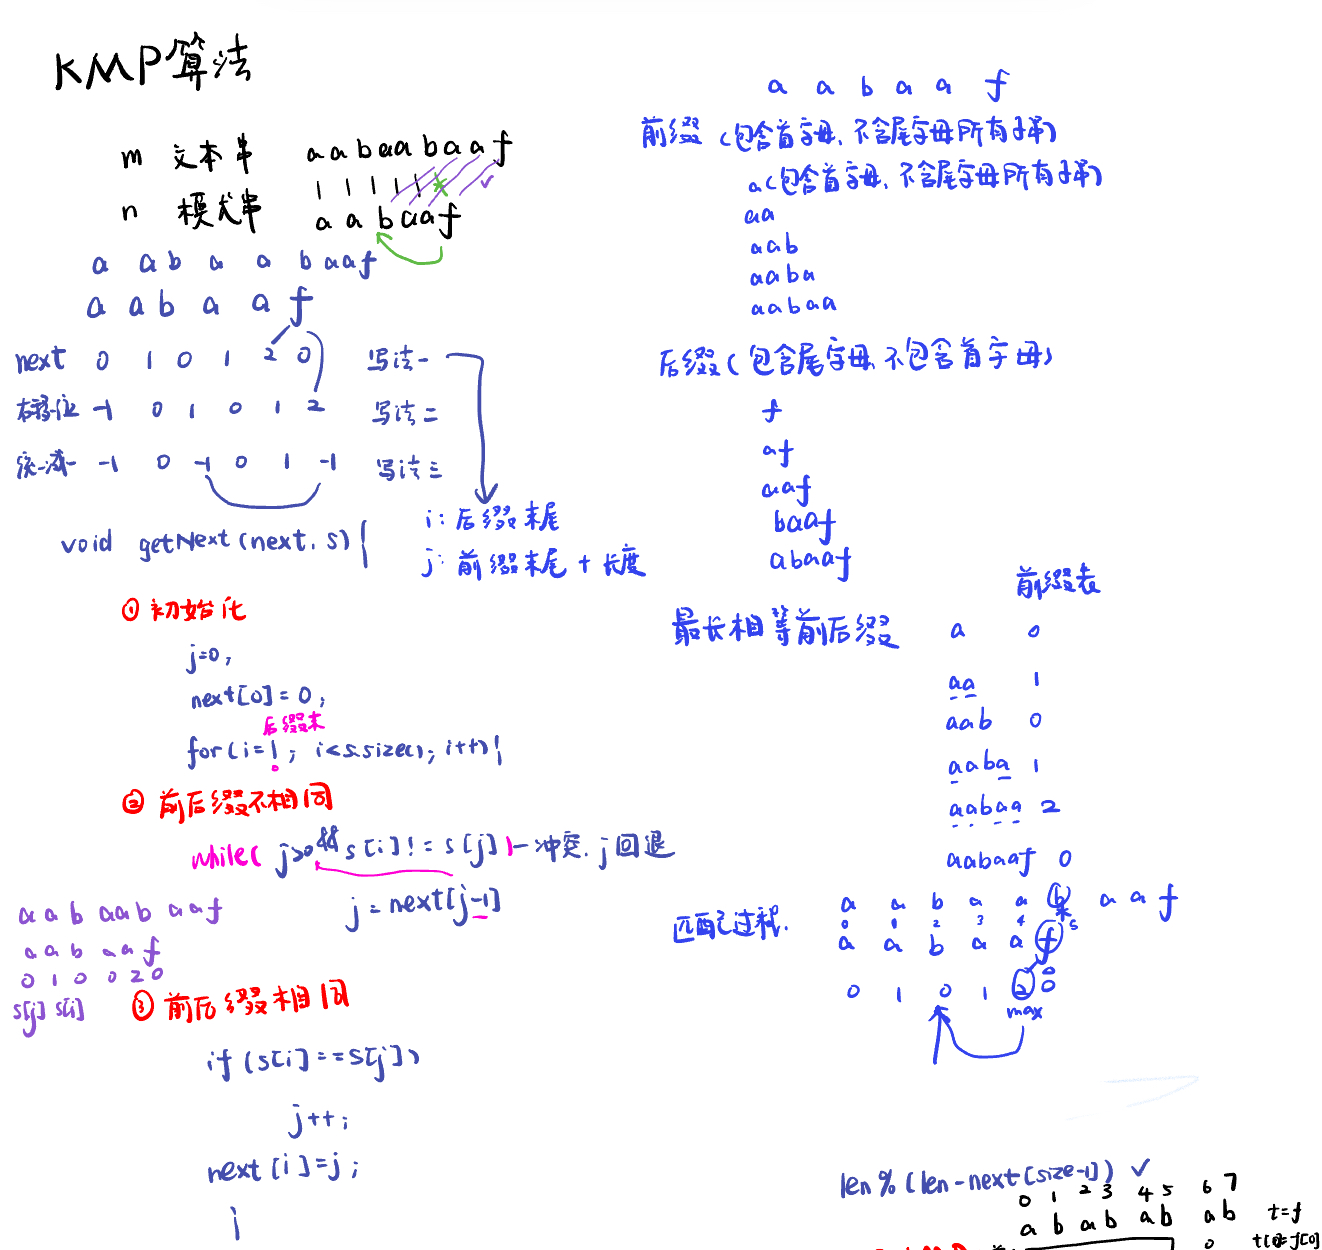 KMP算法
m 文本串 aabaabaaf
n 模式串 aabaaf
a a b a a b a a f
a a b a a f
next 0 1 0 1 2 0 写法一
右移位 -1 0 1 0 1 2 写法二
统一减一 -1 0 -1 0 1 -1 写法三
void getNext(next, s){
i: 后缀末尾
j: 前缀末尾 + 长度
① 初始化
j=0;
next[0]=0;
后缀末
for(i=1; i<s.size(); i++){
② 前后缀不相同
while( j>0 && s[i]!=s[j])一冲突, j回退
j=next[j-1]
a a b a a b a a f
a a b a a f
0 1 0 0 2 0
s[j] s[i]
③ 前后缀相同
if(s[i]==s[j])
j++;
next[i]=j;
a a b a a f
前缀(包含首字母,不含尾字母所有子串)
a(包含首字母,不含尾字母所有子串)
aa
aab
aaba
aabaa
后缀(包含尾字母,不包含首字母)
f
af
aaf
baaf
abaaf
前缀表
最长相等前后缀 a 0
aa 1
aab 0
aaba 1
aabaa 2
aabaaf 0
匹配过程. a a b a a b a a f
0 1 2 3 4 5
a a b a a f
0 1 0 1 2 0
max
len%(len-next[size-1]) ✓
0 1 2 3 4 5 6 7
a b a b a b a b t=f
0 t[0]=f[0]